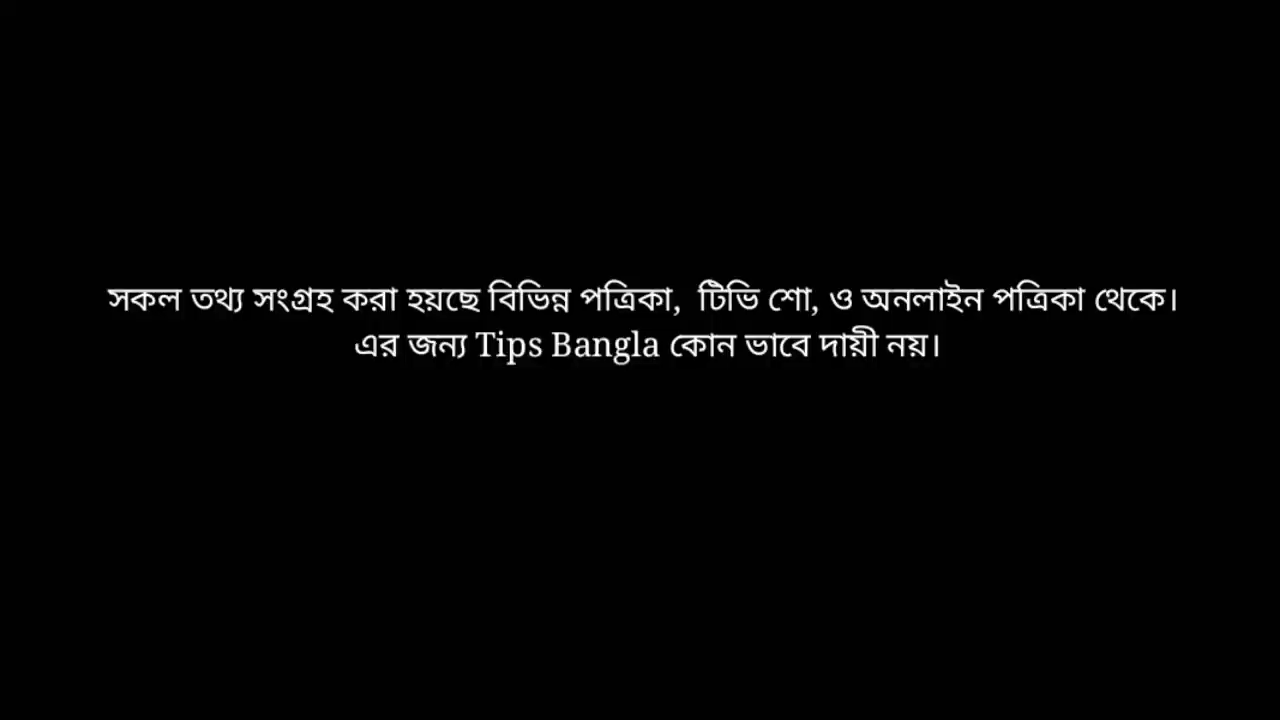 সকল তথ্য সংগ্রহ করা হয়ছে বিভিন্ন পত্রিকা, টিভি শো, ও অনলাইন পত্রিকা থেকে।
এর জন্য Tips Bangla কোন ভাবে দায়ী নয়।